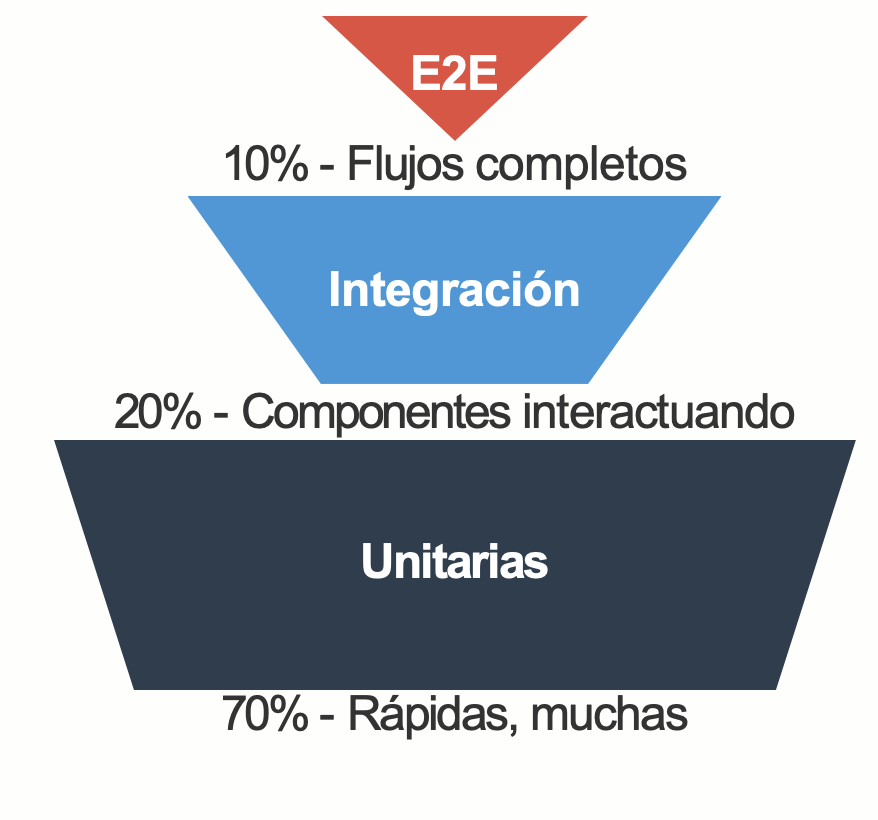 E2E
10% - Flujos completos
Integración
20% - Componentes interactuando
Unitarias
70% - Rápidas, muchas